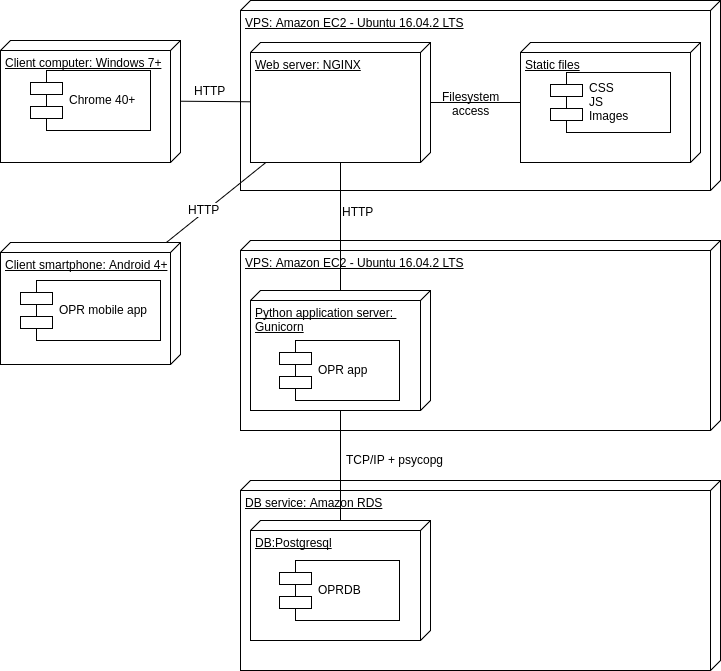 VPS: Amazon EC2 - Ubuntu 16.04.2 LTS
Client computer: Windows 7+
Chrome 40+
HTTP
Web server: NGINX
Filesystem
access
Static files
CSS
JS
Images
HTTP
HTTP
Client smartphone: Android 4+
OPR mobile app
VPS: Amazon EC2 - Ubuntu 16.04.2 LTS
Python application server:
Gunicorn
OPR app
TCP/IP + psycopg
DB service: Amazon RDS
DB:Postgresql
OPRDB